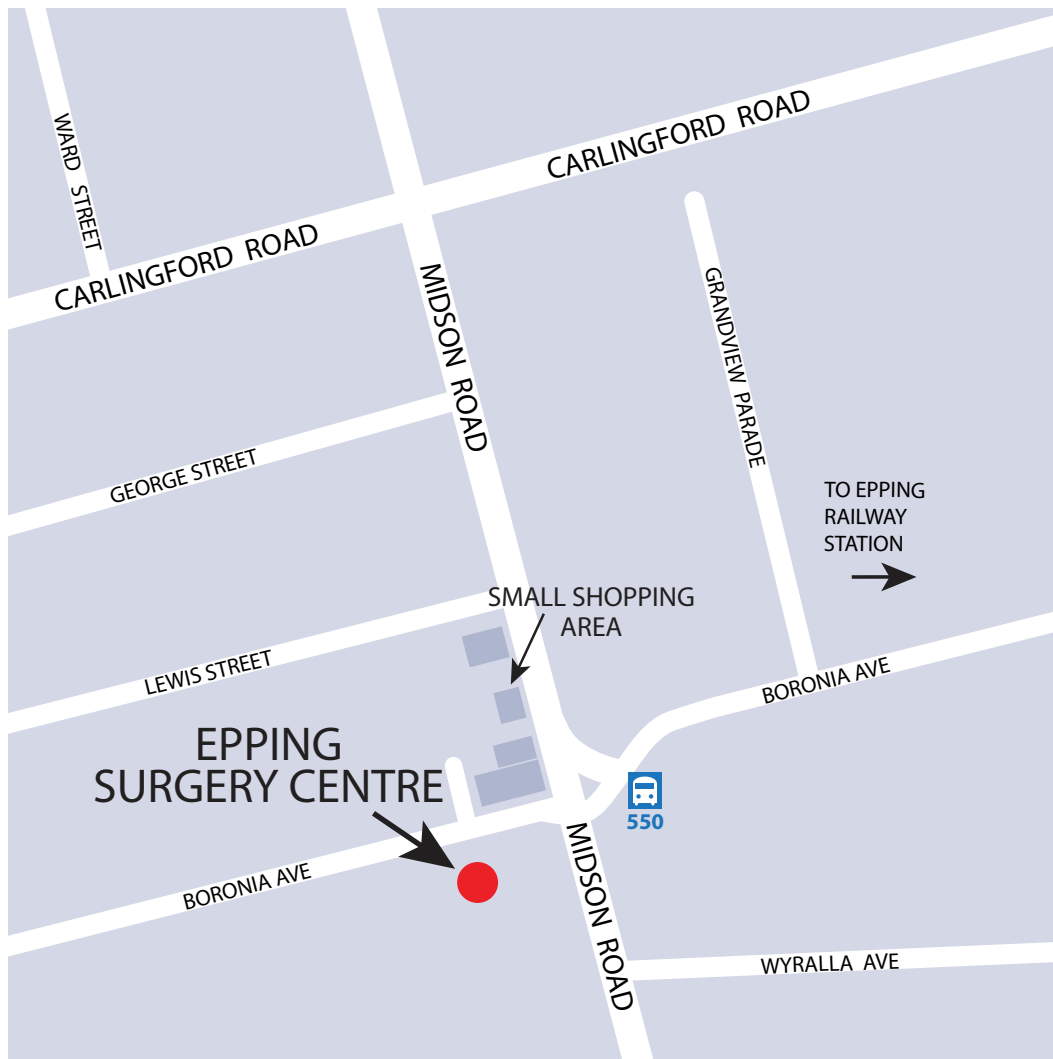 WARD STREET
CARLINGFORD ROAD
CARLINGFORD ROAD
MIDSON ROAD
GRANDVIEW PARADE
GEORGE STREET
TO EPPING
RAILWAY
STATION
SMALL SHOPPING
AREA
LEWIS STREET
BORONIA AVE
EPPING
SURGERY CENTRE
550
MIDSON ROAD
BORONIA AVE
WYRALLA AVE